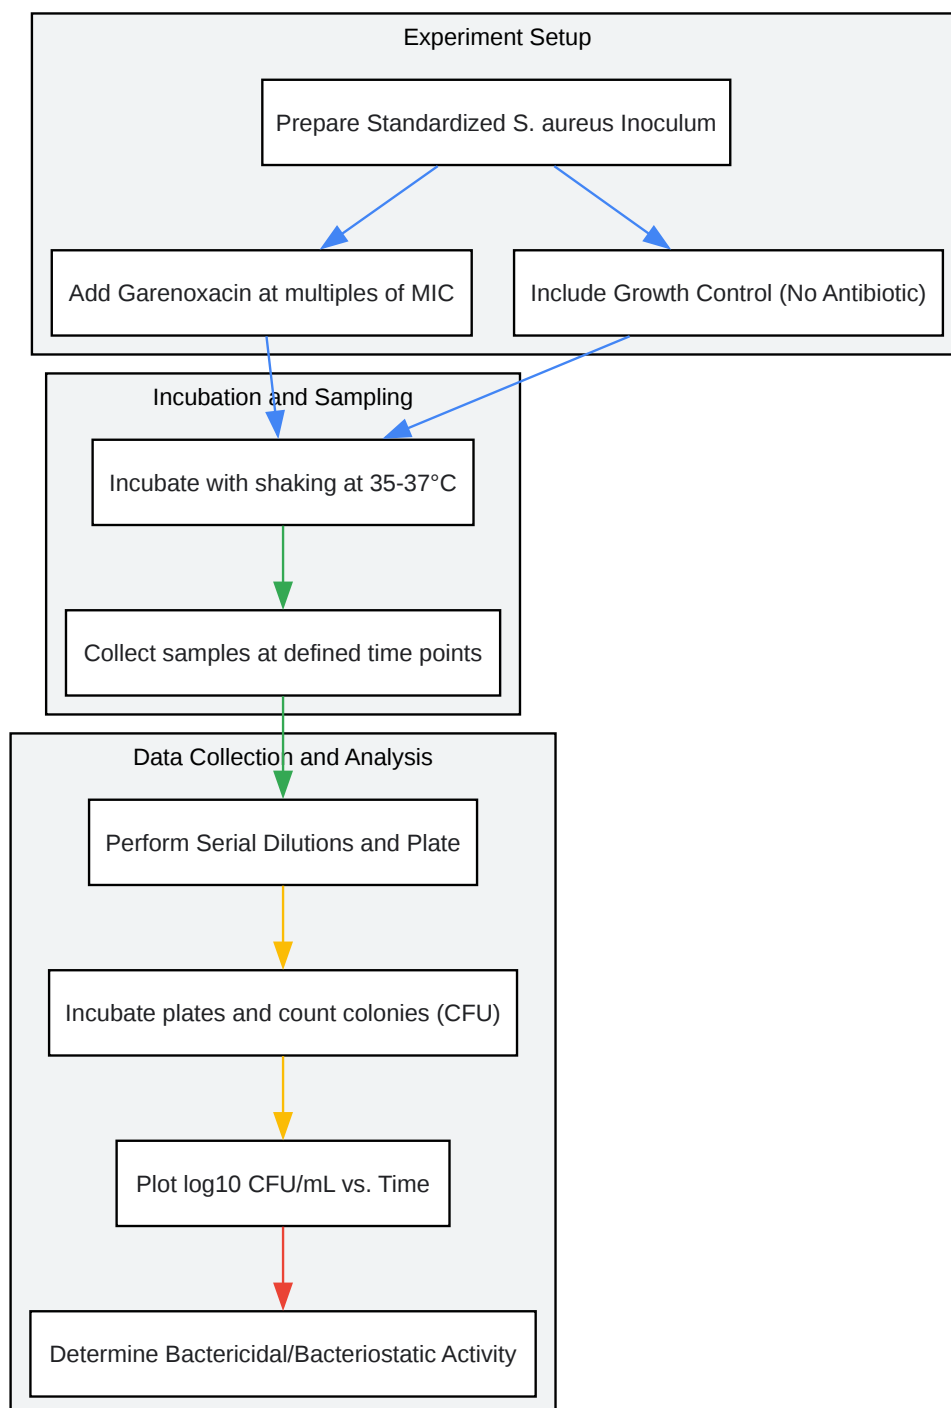 Experiment Setup
Prepare Standardized S. aureus Inoculum
Add Garenoxacin at multiples of MIC
Include Growth Control (No Antibiotic)
Incubation and Sampling
Incubate with shaking at 35-37°C
Collect samples at defined time points
Data Collection and Analysis
Perform Serial Dilutions and Plate
Incubate plates and count colonies (CFU)
Plot log10 CFU/mL vs. Time
Determine Bactericidal/Bacteriostatic Activity